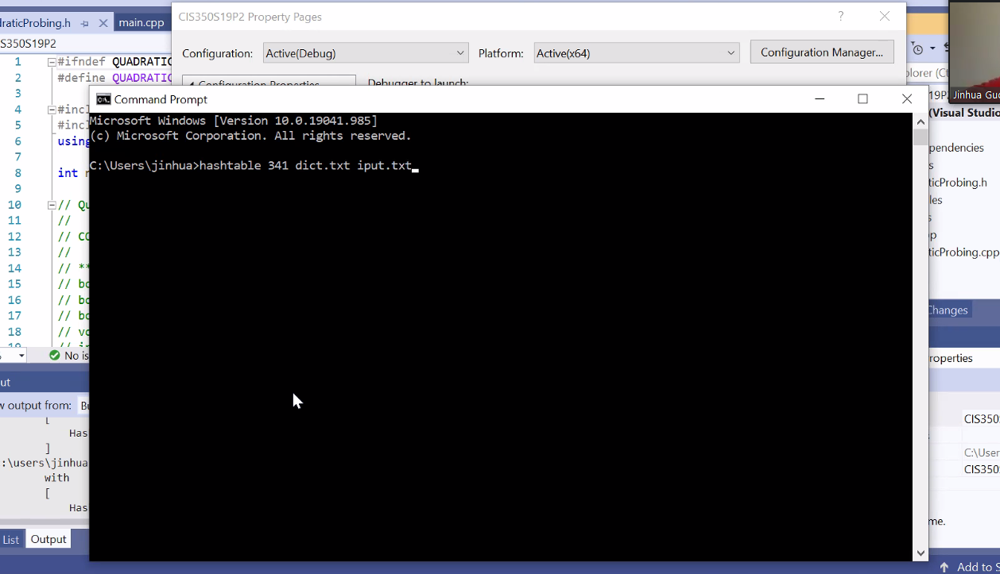 draticProbing.h
main.cpp
CIS350S19P2 Property Pages
?
S350S19P2
Configuration:
Active(Debug)
Platform:
Active(x64)
Configuration Manager...
Configuration Properties
Debugger to launch:
Jinhua Guo
1 #ifndef QUADRATIC
2 #define QUADRATIC
3
4 #incl
5 #incl
6 using
7
8 int
9
10 // Qu
11 //
12 // CO
13 //
14 // **
15 // bo
16 // bo
17 // bo
18 // vo
19 // i
Command Prompt
Microsoft Windows [Version 10.0.19041.985]
(c) Microsoft Corporation. All rights reserved.
C:\Users\jinhua>hashtable 341 dict.txt iput.txt
plorer (Ct
19P
(Visual Studio
pendencies
s
ticProbing.h
les
s
pp
ticProbing.cpp
Changes
roperties
CIS350
C:\User
CIS350
me.
Add to S
No is
ut
w output from:
Bu
[
Has
]
:\users\jinhua
with
[
Has
List
Output